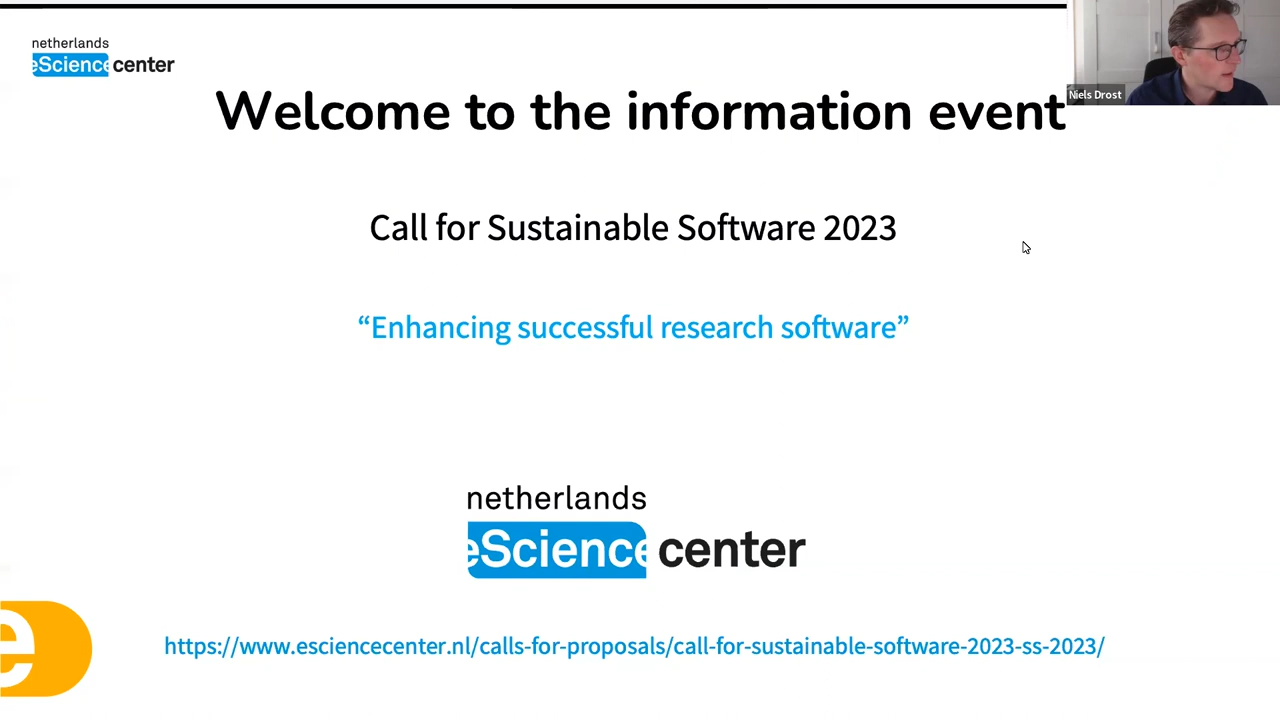 netherlands
eScience center
Niels Drost
Welcome to the information event
Call for Sustainable Software 2023
“Enhancing successful research software”
netherlands
eScience center
e
https://www.esciencecenter.nl/calls-for-proposals/call-for-sustainable-software-2023-ss-2023/